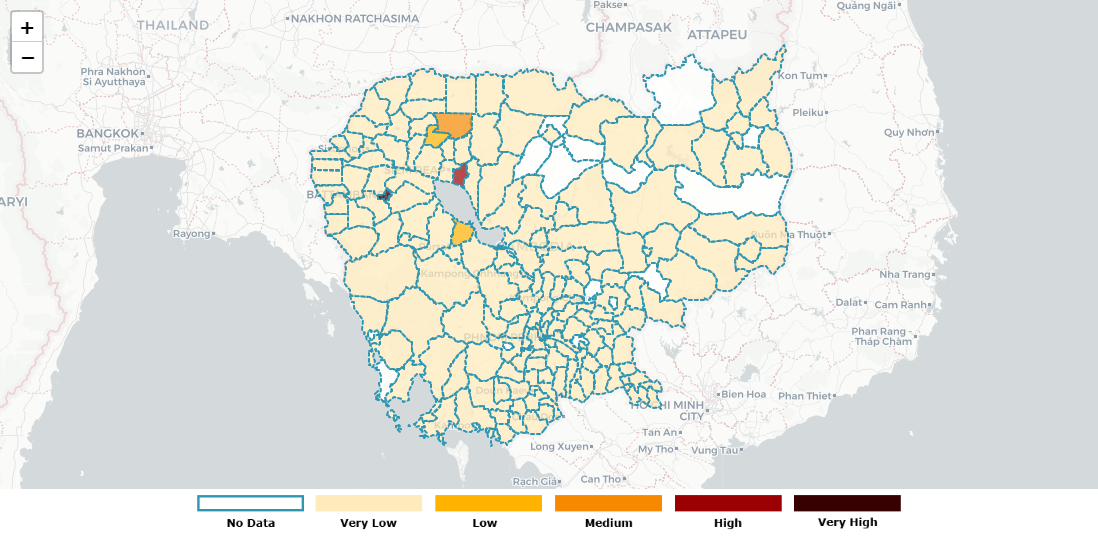 +
−
THAILAND
NAKHON RATCHASIMA
Pakse
CHAMPASAK
ATTAPEU
Quảng Ngãi
Phra Nakhon
Si Ayutthaya
Kon Tum
Pleiku
BANGKOK
Samut Prakan
Quy Nhơn
ARYI
Rayong
Buôn Ma Thuột
Nha Trang
Dalat
Cam Ranh
Phan Rang -
Tháp Chàm
Bien Hoa
Phan Thiet
HO CHI MINH
CITY
Tan An
My Tho
Vung Tau
Long Xuyen
Rạch Giá
Can Tho
No Data
Very Low
Low
Medium
High
Very High